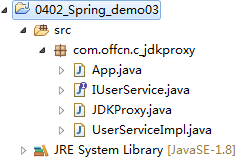 0402_Spring_demo03
src
com.offcn.c_jdkproxy
App.java
IUserService.java
JDKProxy.java
UserServiceImpl.java
JRE System Library [JavaSE-1.8]